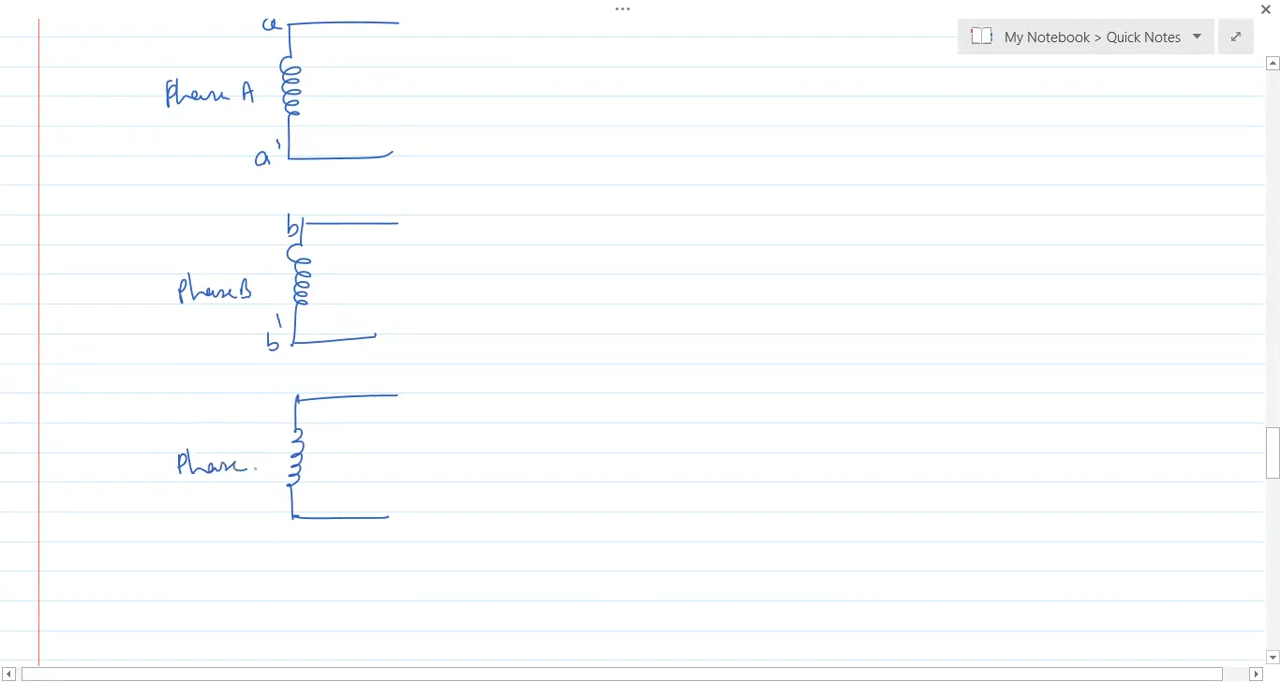 ...
My Notebook > Quick Notes
a
Phase A
a'
b
Phase B
b'
Phase.